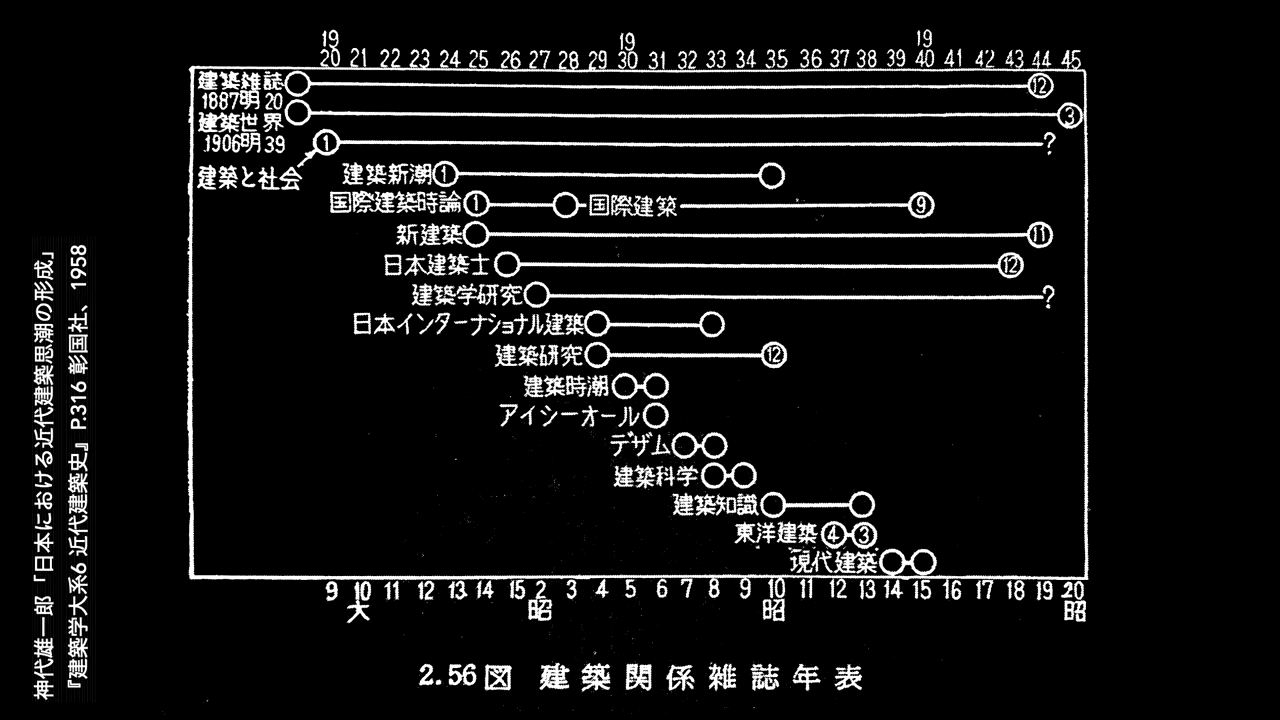 19 19 19
20 21 22 23 24 25 26 27 28 29 30 31 32 33 34 35 36 37 38 39 40 41 42 43 44 45
建築雑誌 12
1887明20
建築世界 3
1906明39 1 ?
建築と社会
建築新潮 1
国際建築時論 1 国際建築 9
新建築 11
日本建築士 12
建築学研究 ?
日本インターナショナル建築
建築研究 12
建築時潮
アイシーオール
デザム
建築科学
建築知識
東洋建築 4 3
現代建築
9 10 11 12 13 14 15 2 3 4 5 6 7 8 9 10 11 12 13 14 15 16 17 18 19 20
大 昭 昭 昭
2.56図 建築関係雑誌年表
神代雄一郎「日本における近代建築思潮の形成」
『建築学大系6 近代建築史』P.316 彰国社、1958